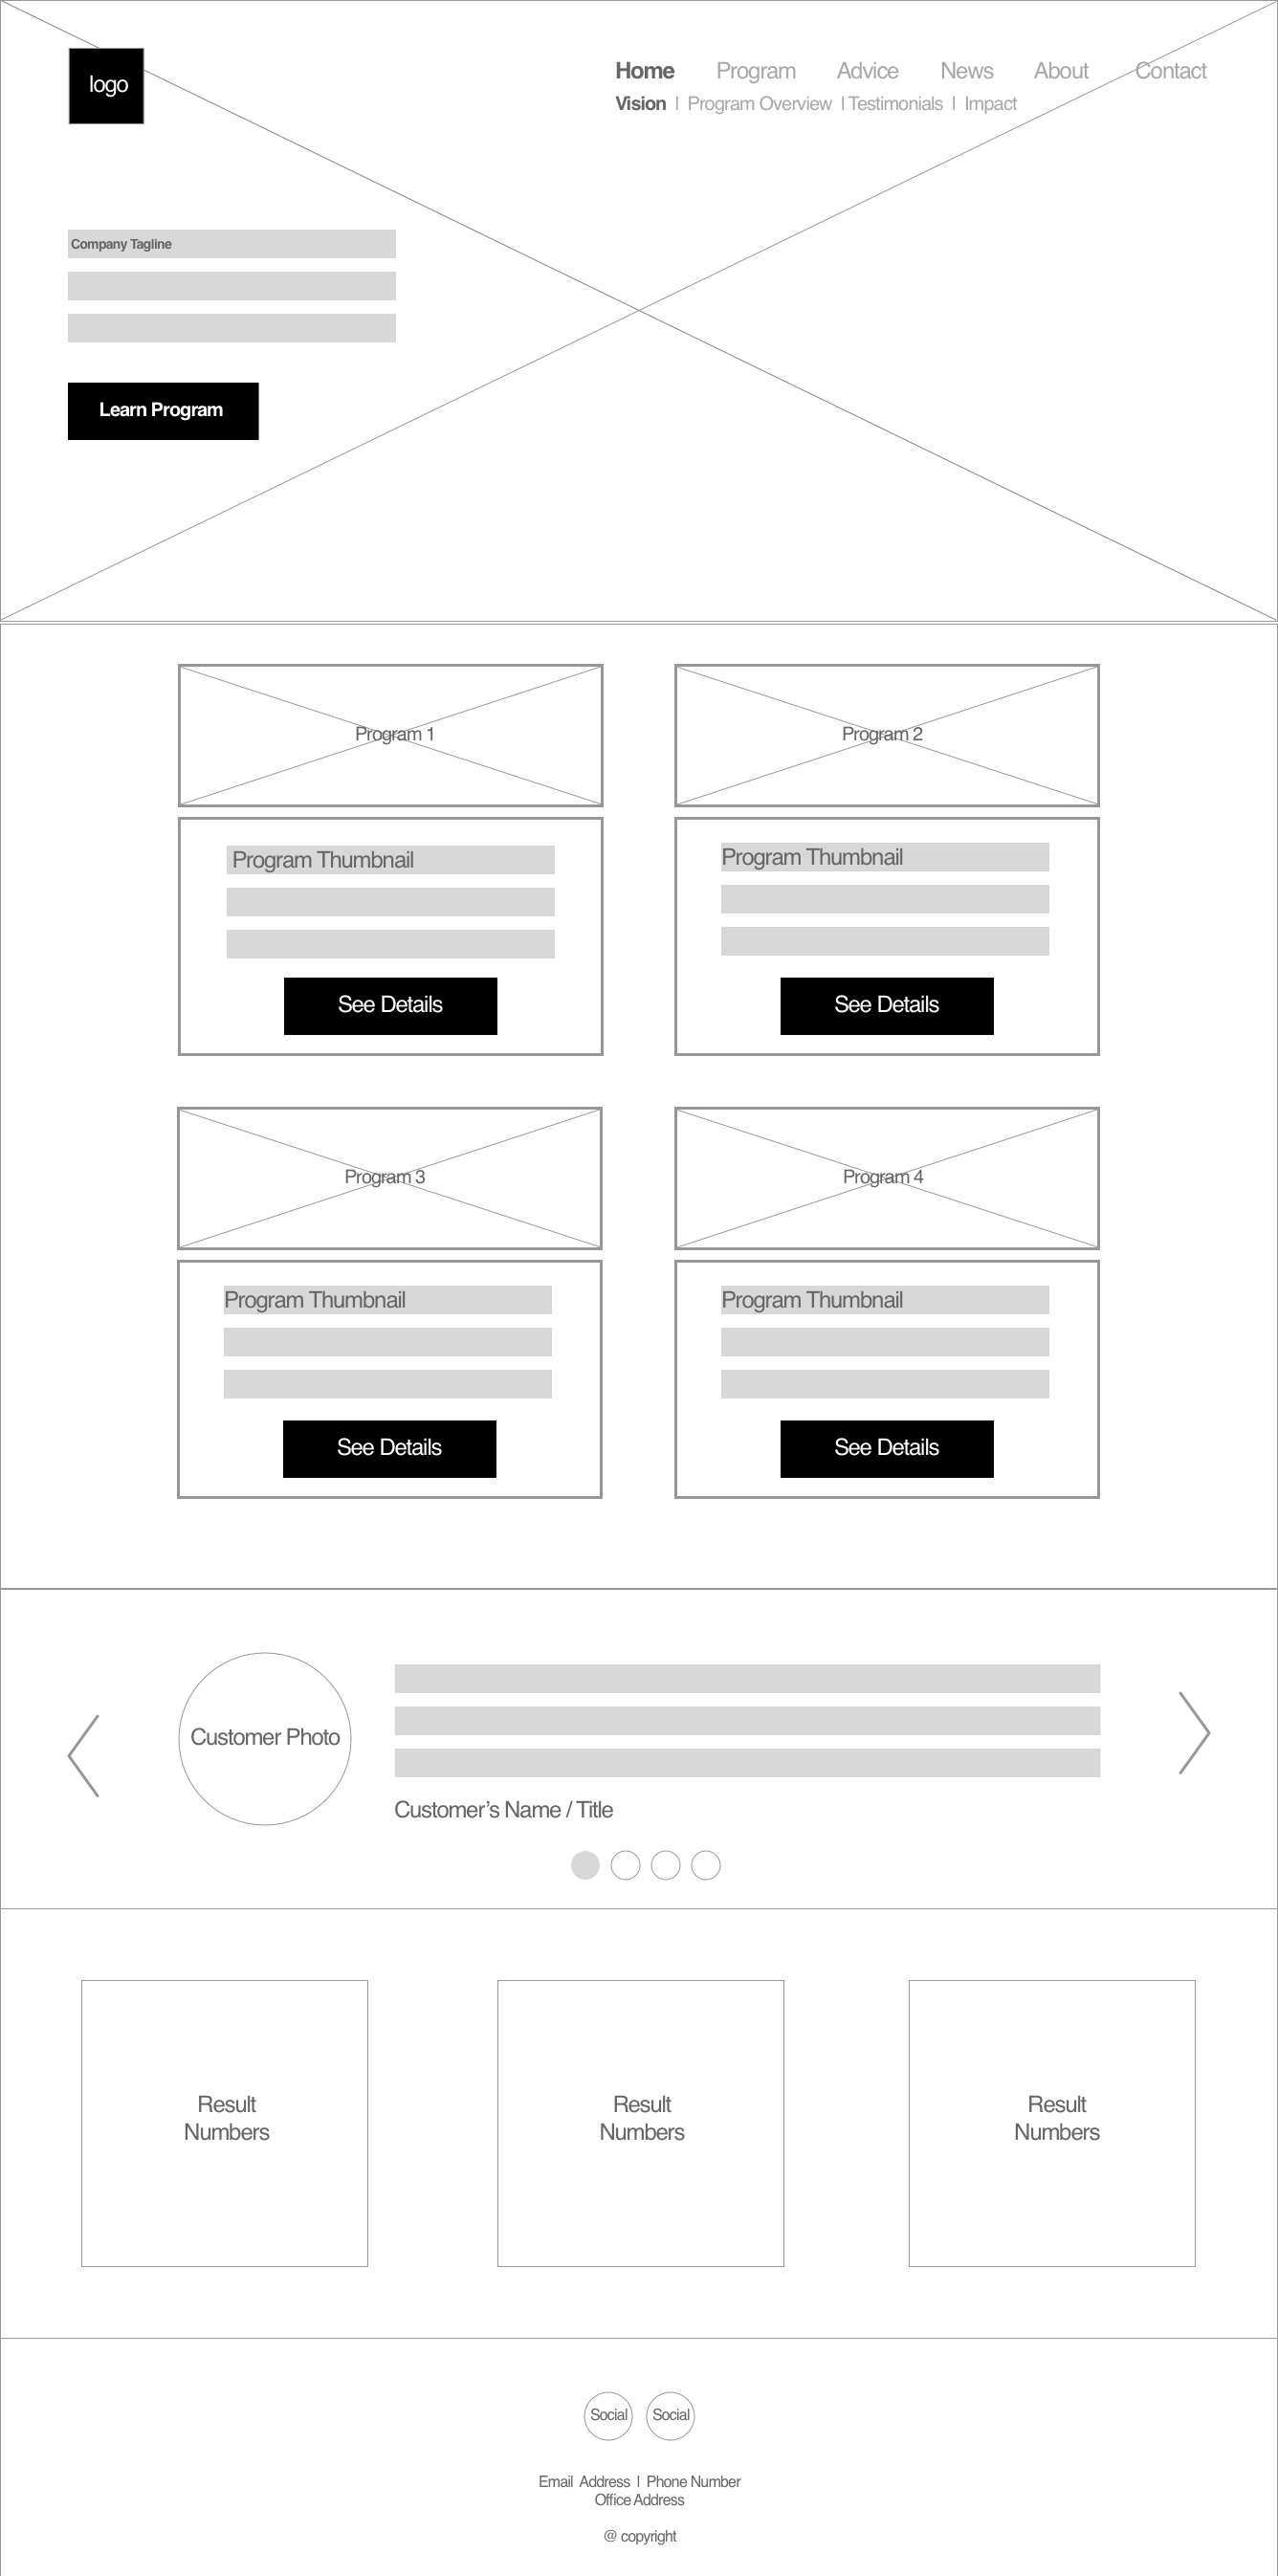 logo
Home Program Advice News About Contact
Vision | Program Overview | Testimonials | Impact
Company Tagline
Learn Program
Program 1
Program 2
Program Thumbnail
See Details
Program Thumbnail
See Details
Program 3
Program 4
Program Thumbnail
See Details
Program Thumbnail
See Details
Customer Photo
Customer’s Name / Title
Result
Numbers
Result
Numbers
Result
Numbers
Social
Social
Email Address | Phone Number
Office Address
@ copyright